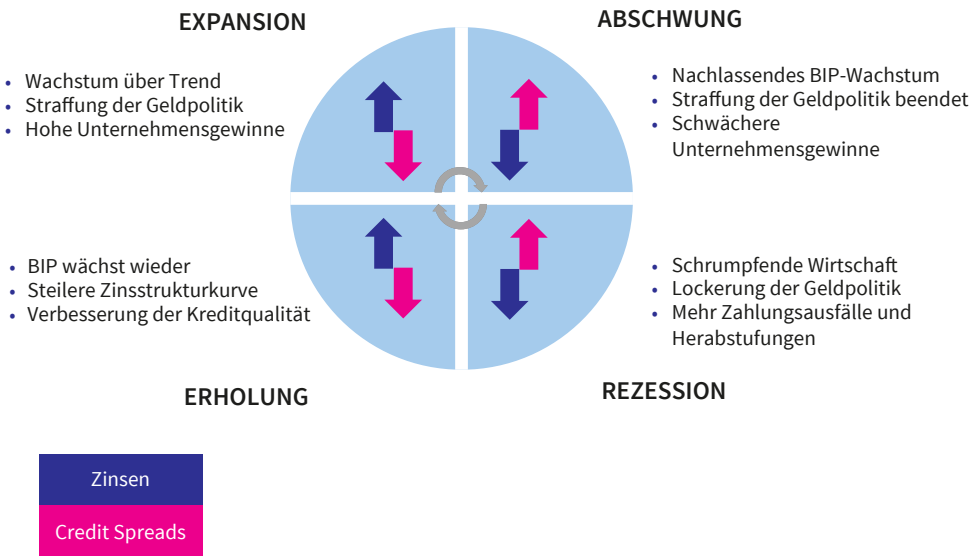 EXPANSION
• Wachstum über Trend
• Straffung der Geldpolitik
• Hohe Unternehmensgewinne
ABSCHWUNG
• Nachlassendes BIP-Wachstum
• Straffung der Geldpolitik beendet
• Schwächere
Unternehmensgewinne
• BIP wächst wieder
• Steilere Zinsstrukturkurve
• Verbesserung der Kreditqualität
ERHOLUNG
• Schrumpfende Wirtschaft
• Lockerung der Geldpolitik
• Mehr Zahlungsausfälle und
Herabstufungen
REZESSION
Zinsen
Credit Spreads